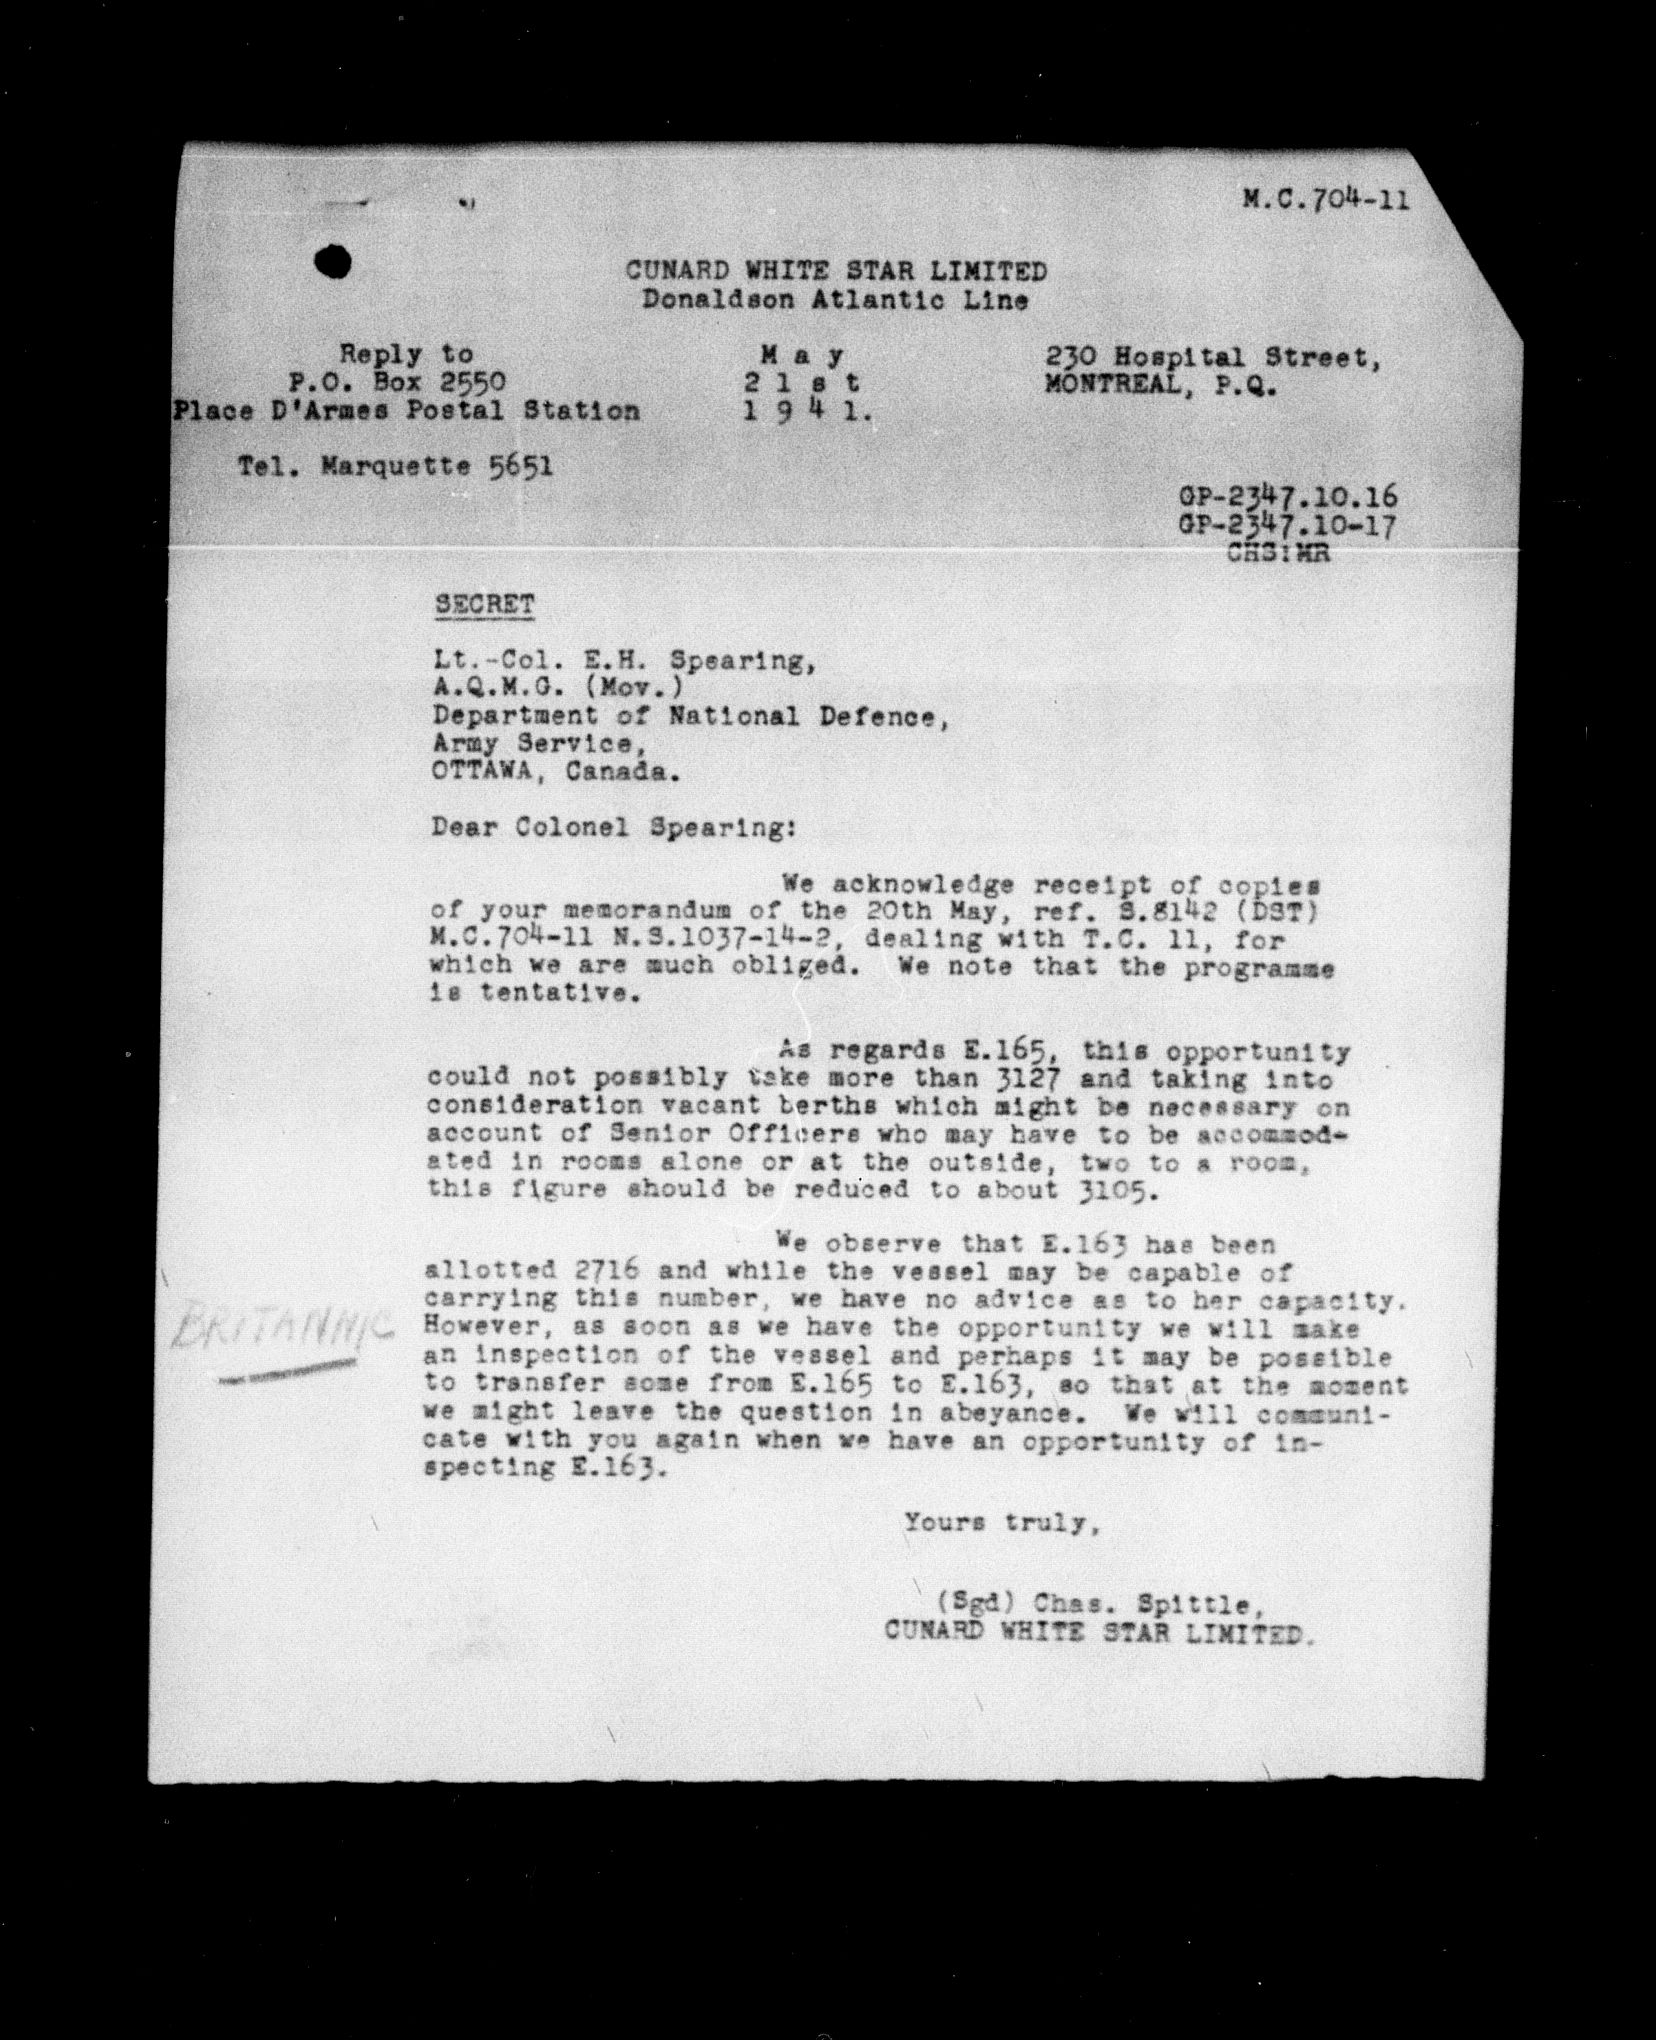 M.C.704-11
CUNARD WHITE STAR LIMITED
Donaldson Atlantic Line
Reply to
P.O. Box 2550
Place D'Armes Postal Station
Tel. Marquette 5651
M a y
2 1 s t
1 9 4 1.
230 Hospital Street,
MONTREAL, P.Q.
GP-2347.10.16
GP-2347.10-17
CHS:MR
SECRET
Lt.-Col. E.H. Spearing,
A.Q.M.G. (Mov.)
Department of National Defence,
Army Service,
OTTAWA, Canada.
Dear Colonel Spearing:
We acknowledge receipt of copies
of your memorandum of the 20th May, ref. S.8142 (DST)
M.C.704-11 N.S.1037-14-2, dealing with T.C. 11, for
which we are much obliged. We note that the programme
is tentative.
As regards E.165, this opportunity
could not possibly take more than 3127 and taking into
consideration vacant berths which might be necessary on
account of Senior Officers who may have to be accommod-
ated in rooms alone or at the outside, two to a room,
this figure should be reduced to about 3105.
We observe that E.163 has been
allotted 2716 and while the vessel may be capable of
carrying this number, we have no advice as to her capacity.
However, as soon as we have the opportunity we will make
an inspection of the vessel and perhaps it may be possible
to transfer some from E.165 to E.163, so that at the moment
we might leave the question in abeyance. We will communi-
cate with you again when we have an opportunity of in-
specting E.163.
BRITANNIC
Yours truly,
(Sgd) Chas. Spittle,
CUNARD WHITE STAR LIMITED.